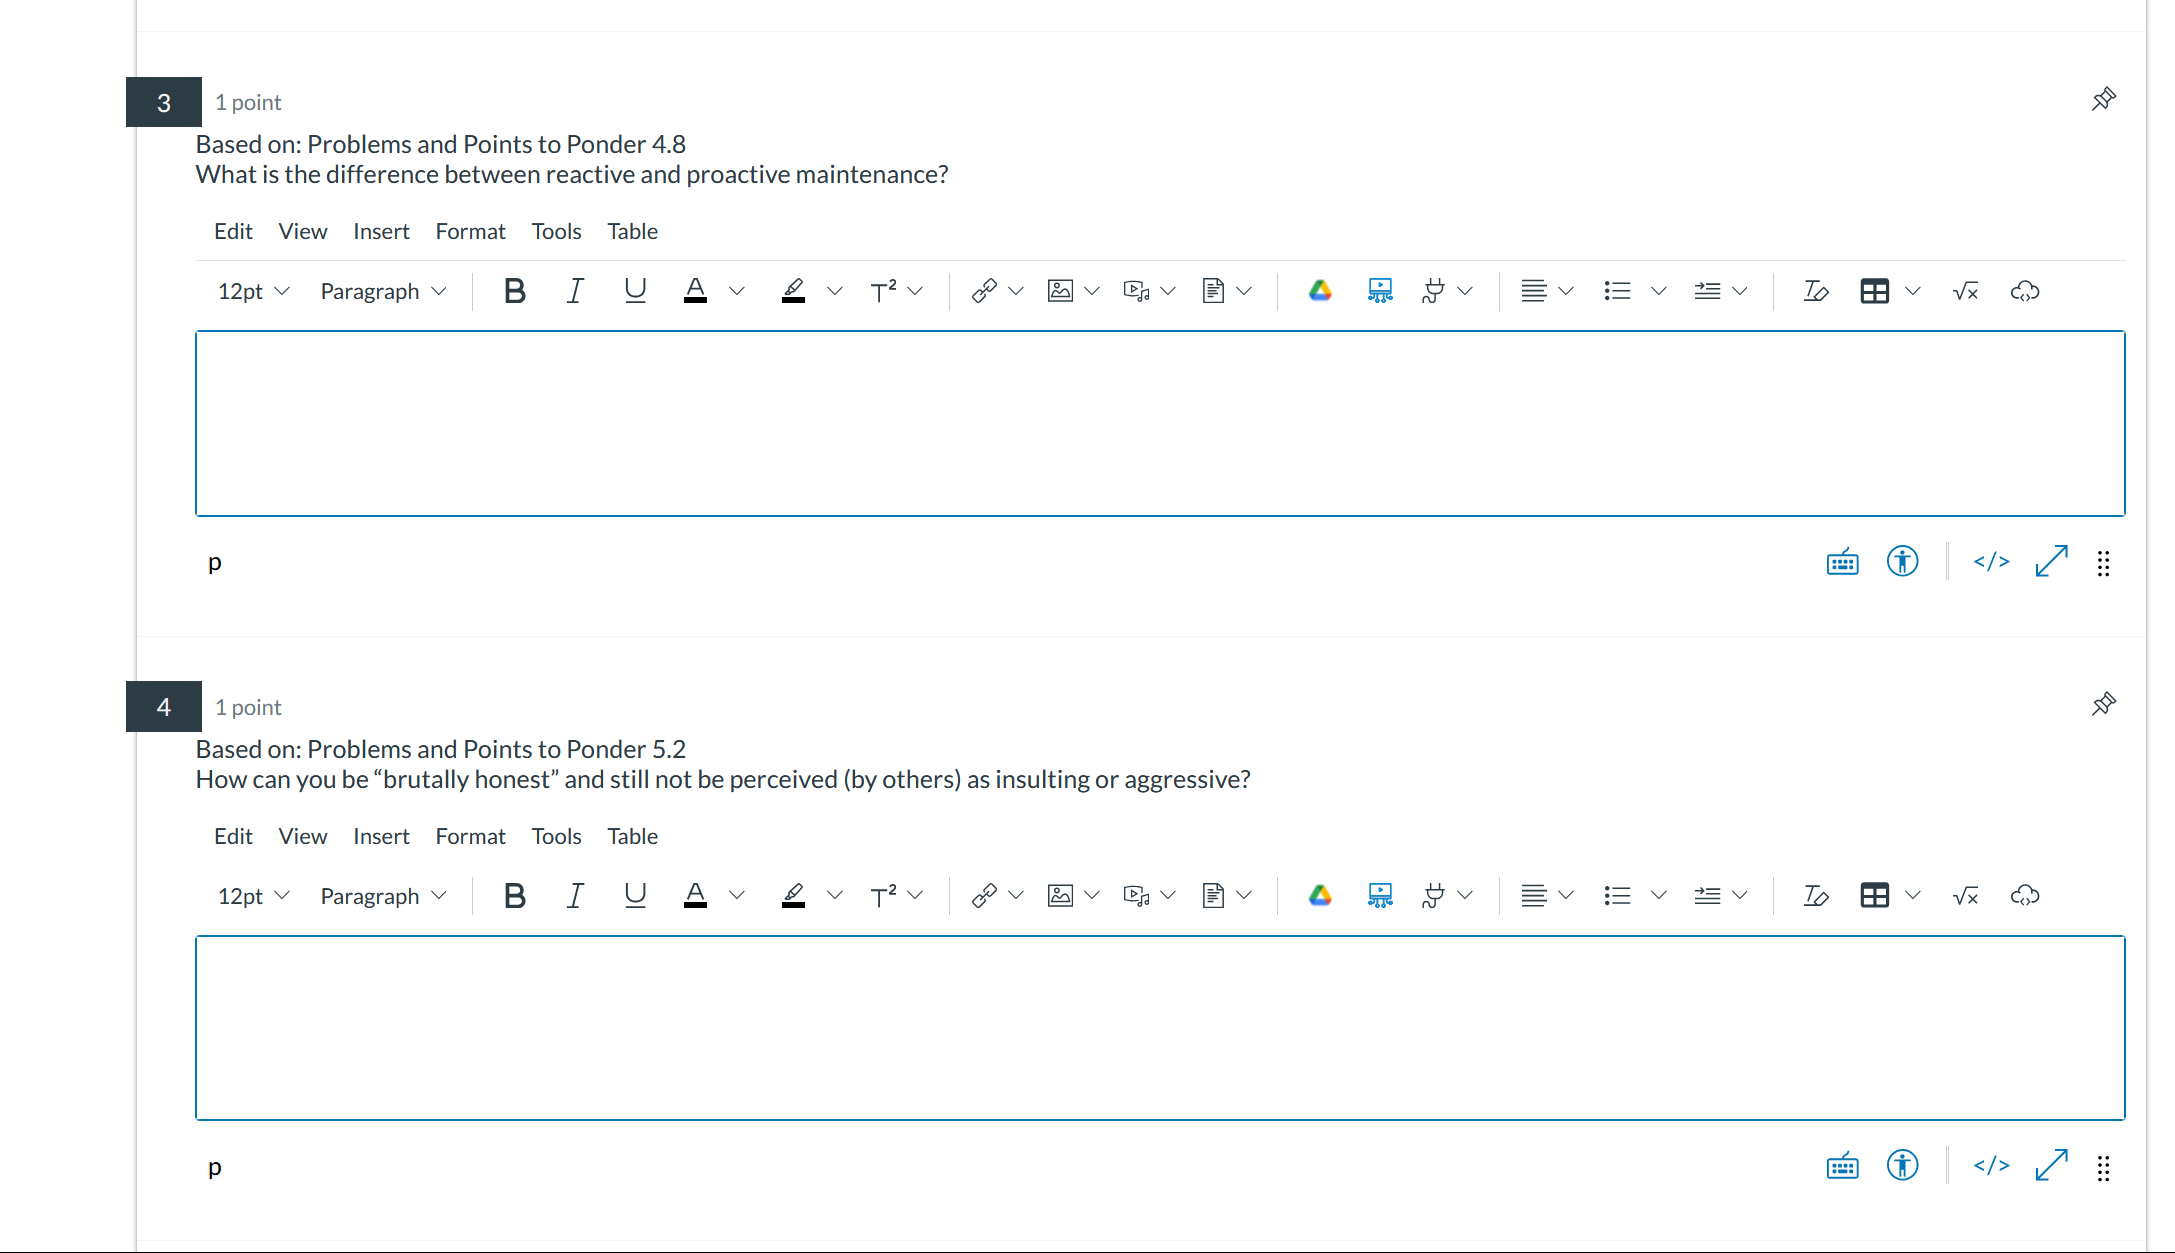 3
1 point
Based on: Problems and Points to Ponder 4.8
What is the difference between reactive and proactive maintenance?
Edit View Insert Format Tools Table
12pt Paragraph B I U A T²
p </>
4
1 point
Based on: Problems and Points to Ponder 5.2
How can you be “brutally honest” and still not be perceived (by others) as insulting or aggressive?
Edit View Insert Format Tools Table
12pt Paragraph B I U A T²
p </>